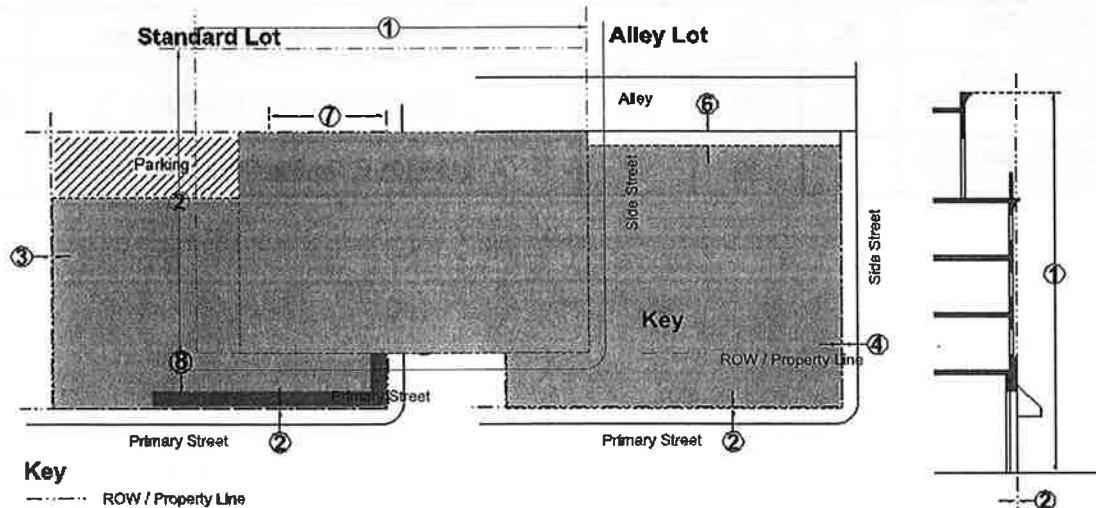 ①
Standard Lot
Alley Lot
Alley
⑥
⑦
Parking
②
Side Street
Side Street
③
①
Key
④
ROW / Property Line
⑧
Primary Street
②
②
Primary Street
Primary Street
Key
ROW / Property Line
②